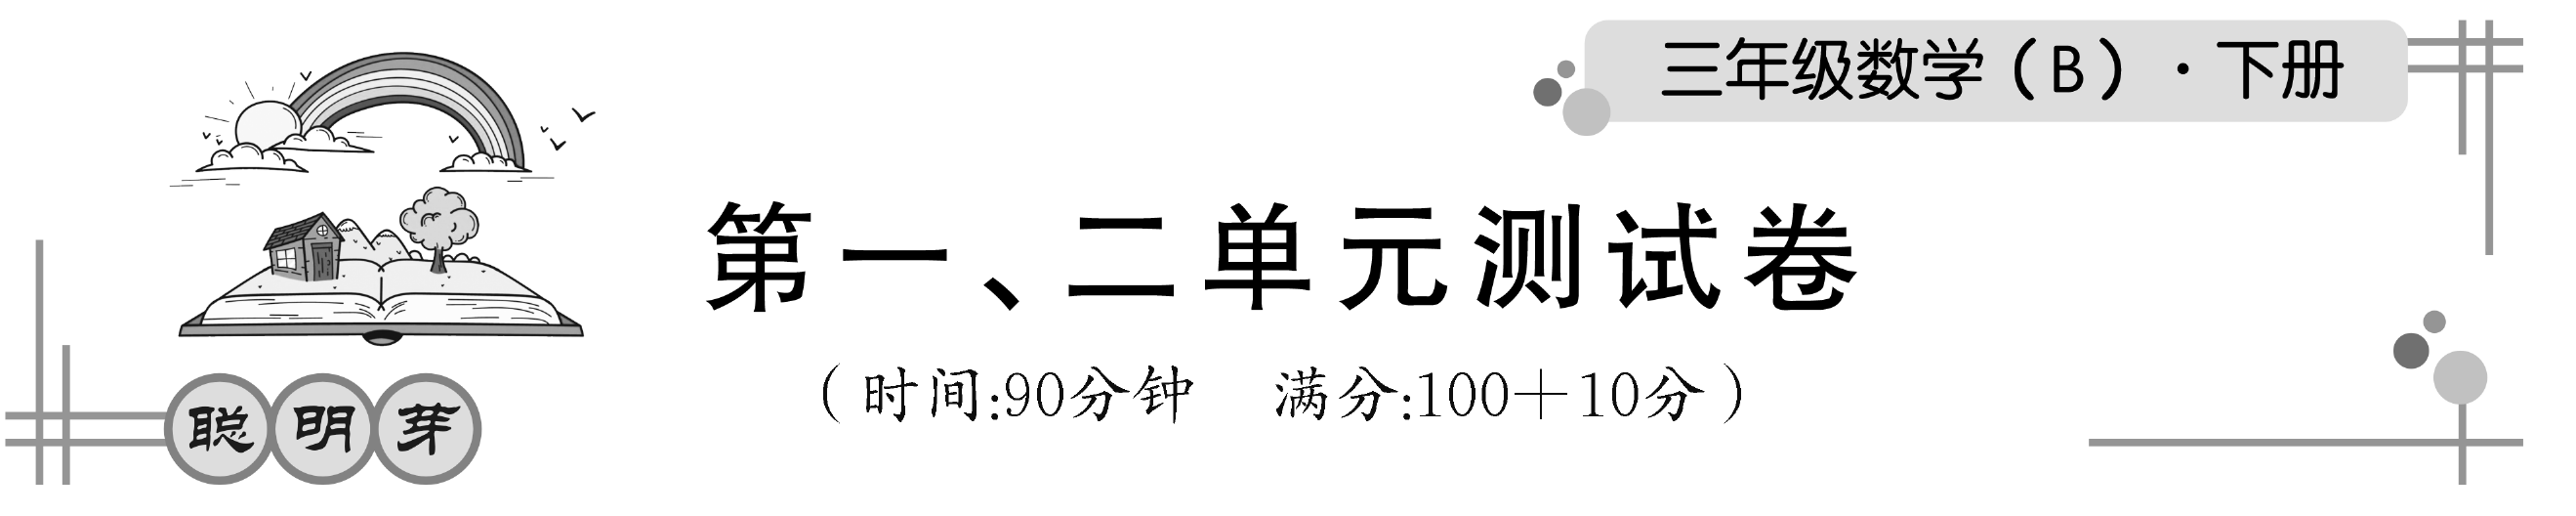 三年级数学（B）·下册
第一、二单元测试卷
（时间:90分钟 满分:100+10分）
聪明芽